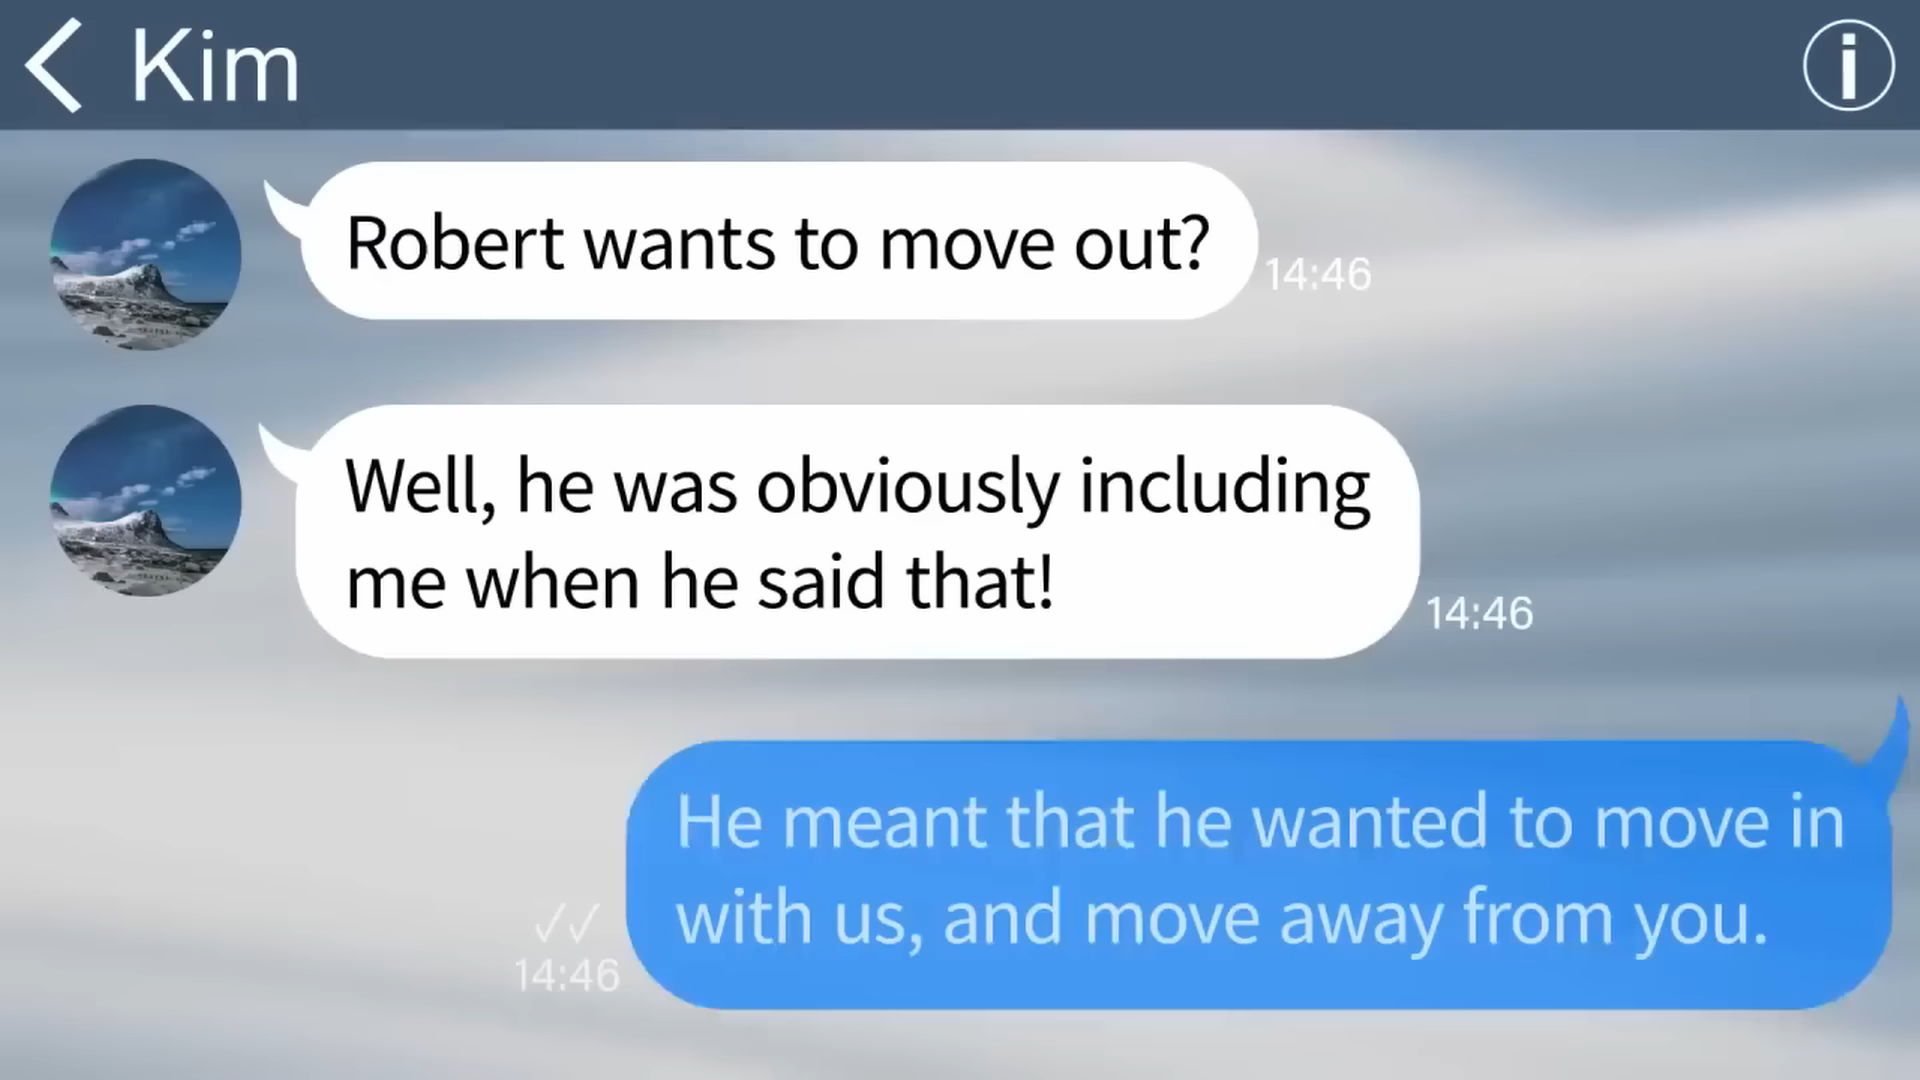 Kim
Robert wants to move out?
14:46
Well, he was obviously including
me when he said that!
14:46
He meant that he wanted to move in
with us, and move away from you.
14:46